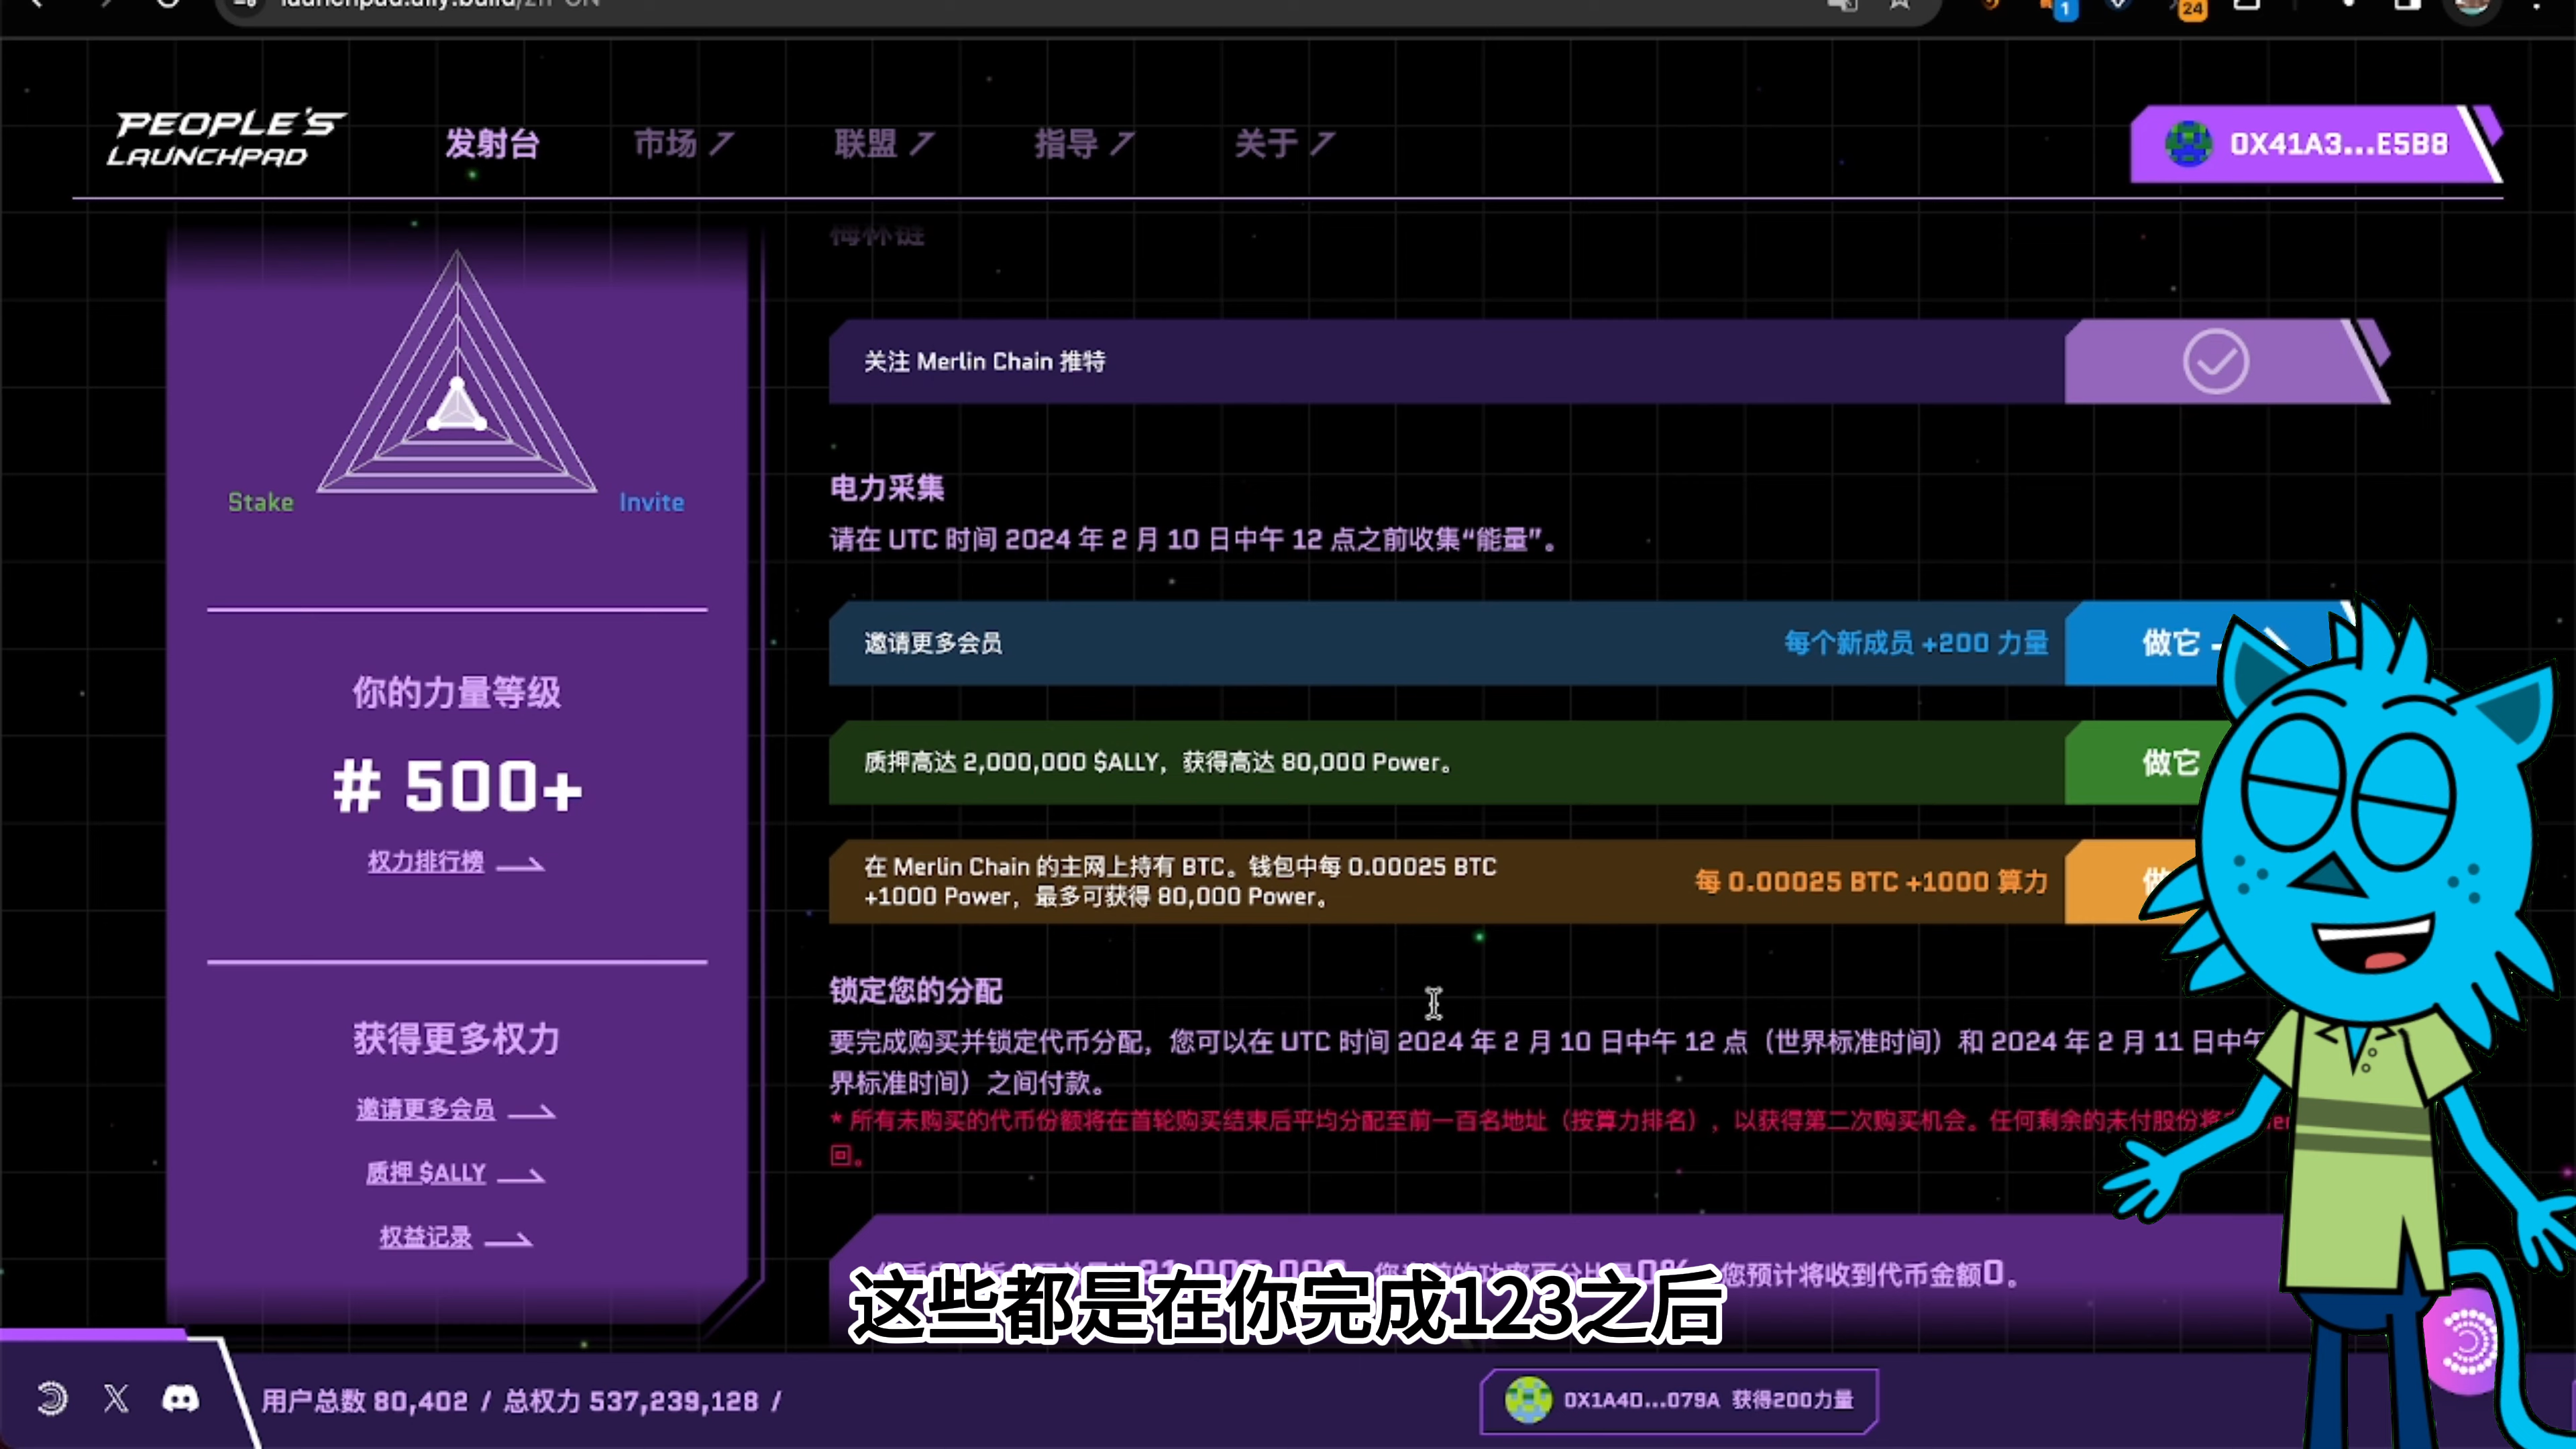 1
24
PEOPLE'S
LAUNCHPAD
发射台
市场
联盟
指导
关于
0X41A3...E5B8
梅林链
关注 Merlin Chain 推特
Stake
Invite
电力采集
请在 UTC 时间 2024 年 2 月 10 日中午 12 点之前收集“能量”。
邀请更多会员
每个新成员 +200 力量
做它
你的力量等级
# 500+
质押高达 2,000,000 $ALLY，获得高达 80,000 Power。
做它
权力排行榜
在 Merlin Chain 的主网上持有 BTC。钱包中每 0.00025 BTC
+1000 Power，最多可获得 80,000 Power。
每 0.00025 BTC +1000 算力
获得更多权力
邀请更多会员
质押 $ALLY
权益记录
锁定您的分配
要完成购买并锁定代币分配，您可以在 UTC 时间 2024 年 2 月 10 日中午 12 点（世界标准时间）和 2024 年 2 月 11 日中午
界标准时间）之间付款。
* 所有未购买的代币份额将在首轮购买结束后平均分配至前一百名地址（按算力排名），以获得第二次购买机会。任何剩余的未付股份将
回。
您预计将收到代币金额0。
这些都是在你完成123之后
用户总数 80,402 / 总权力 537,239,128 /
0X1A4D...079A 获得200力量